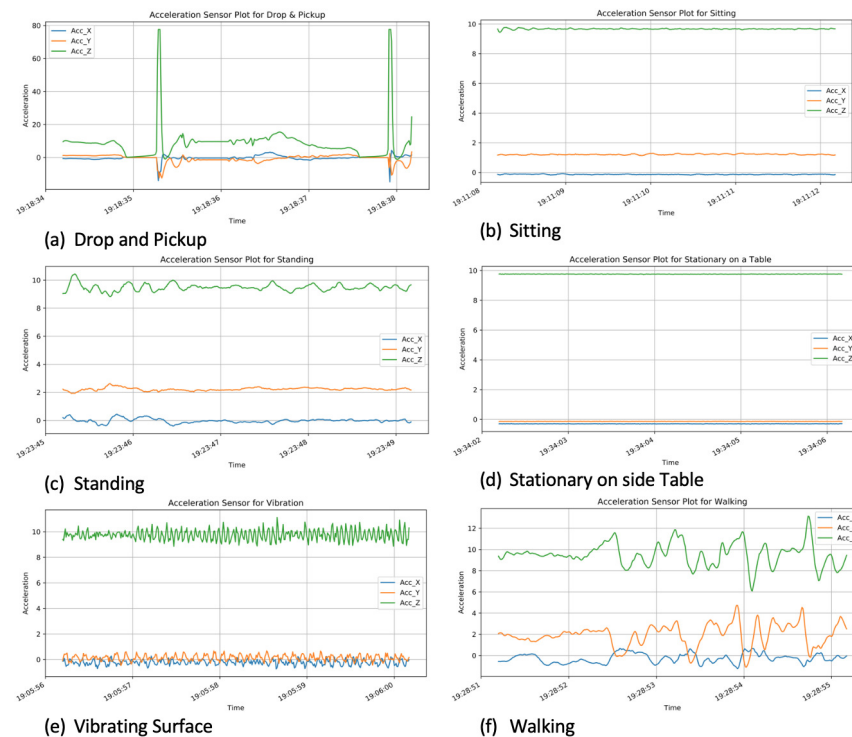 Acceleration Sensor Plot for Drop & Pickup
80
60
40
20
0
Acceleration
Acc_X
Acc_Y
Acc_Z
19:18:34
19:18:35
19:18:36
19:18:37
19:18:38
Time
(a) Drop and Pickup
Acceleration Sensor Plot for Sitting
10
8
6
4
2
0
Acceleration
Acc_X
Acc_Y
Acc_Z
19:11:08
19:11:09
19:11:10
19:11:11
19:11:12
Time
(b) Sitting
Acceleration Sensor Plot for Standing
10
8
6
4
2
0
Acceleration
Acc_X
Acc_Y
Acc_Z
19:23:45
19:23:46
19:23:47
19:23:48
19:23:49
Time
(c) Standing
Acceleration Sensor Plot for Stationary on a Table
10
8
6
4
2
0
Acceleration
Acc_X
Acc_Y
Acc_Z
19:34:02
19:34:03
19:34:04
19:34:05
19:34:06
Time
(d) Stationary on side Table
Acceleration Sensor for Vibration
10
8
6
4
2
0
Acceleration
Acc_X
Acc_Y
Acc_Z
19:05:56
19:05:57
19:05:58
19:05:59
19:06:00
Time
(e) Vibrating Surface
Acceleration Sensor Plot for Walking
12
10
8
6
4
2
0
Acceleration
Acc_
Acc_
Acc_
19:28:51
19:28:52
19:28:53
19:28:54
19:28:55
Time
(f) Walking